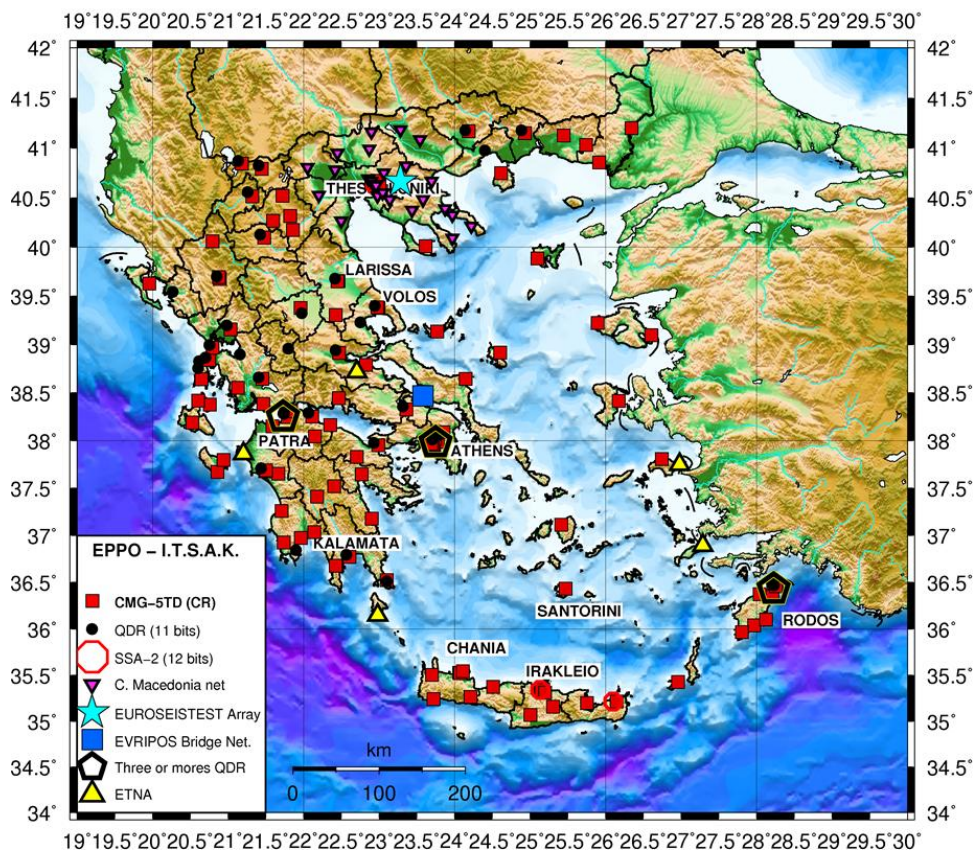 19˚ 19.5˚ 20˚ 20.5˚ 21˚ 21.5˚ 22˚ 22.5˚ 23˚ 23.5˚ 24˚ 24.5˚ 25˚ 25.5˚ 26˚ 26.5˚ 27˚ 27.5˚ 28˚ 28.5˚ 29˚ 29.5˚ 30˚
42˚ 42˚
41.5˚ 41.5˚
41˚ 41˚
40.5˚ 40.5˚
THESSALONIKI
40˚ 40˚
LARISSA
39.5˚ 39.5˚
VOLOS
39˚ 39˚
38.5˚ 38.5˚
38˚ 38˚
PATRA
ATHENS
37.5˚ 37.5˚
37˚ 37˚
KALAMATA
36.5˚ 36.5˚
SANTORINI
RODOS
36˚ 36˚
CHANIA
35.5˚ 35.5˚
IRAKLEIO
35˚ 35˚
34.5˚ 34.5˚
34˚ 34˚
EPPO – I.T.S.A.K.
CMG–5TD (CR)
QDR (11 bits)
SSA–2 (12 bits)
C. Macedonia net
EUROSEISTEST Array
EVRIPOS Bridge Net.
Three or mores QDR
ETNA
km
0 100 200
19˚ 19.5˚ 20˚ 20.5˚ 21˚ 21.5˚ 22˚ 22.5˚ 23˚ 23.5˚ 24˚ 24.5˚ 25˚ 25.5˚ 26˚ 26.5˚ 27˚ 27.5˚ 28˚ 28.5˚ 29˚ 29.5˚ 30˚